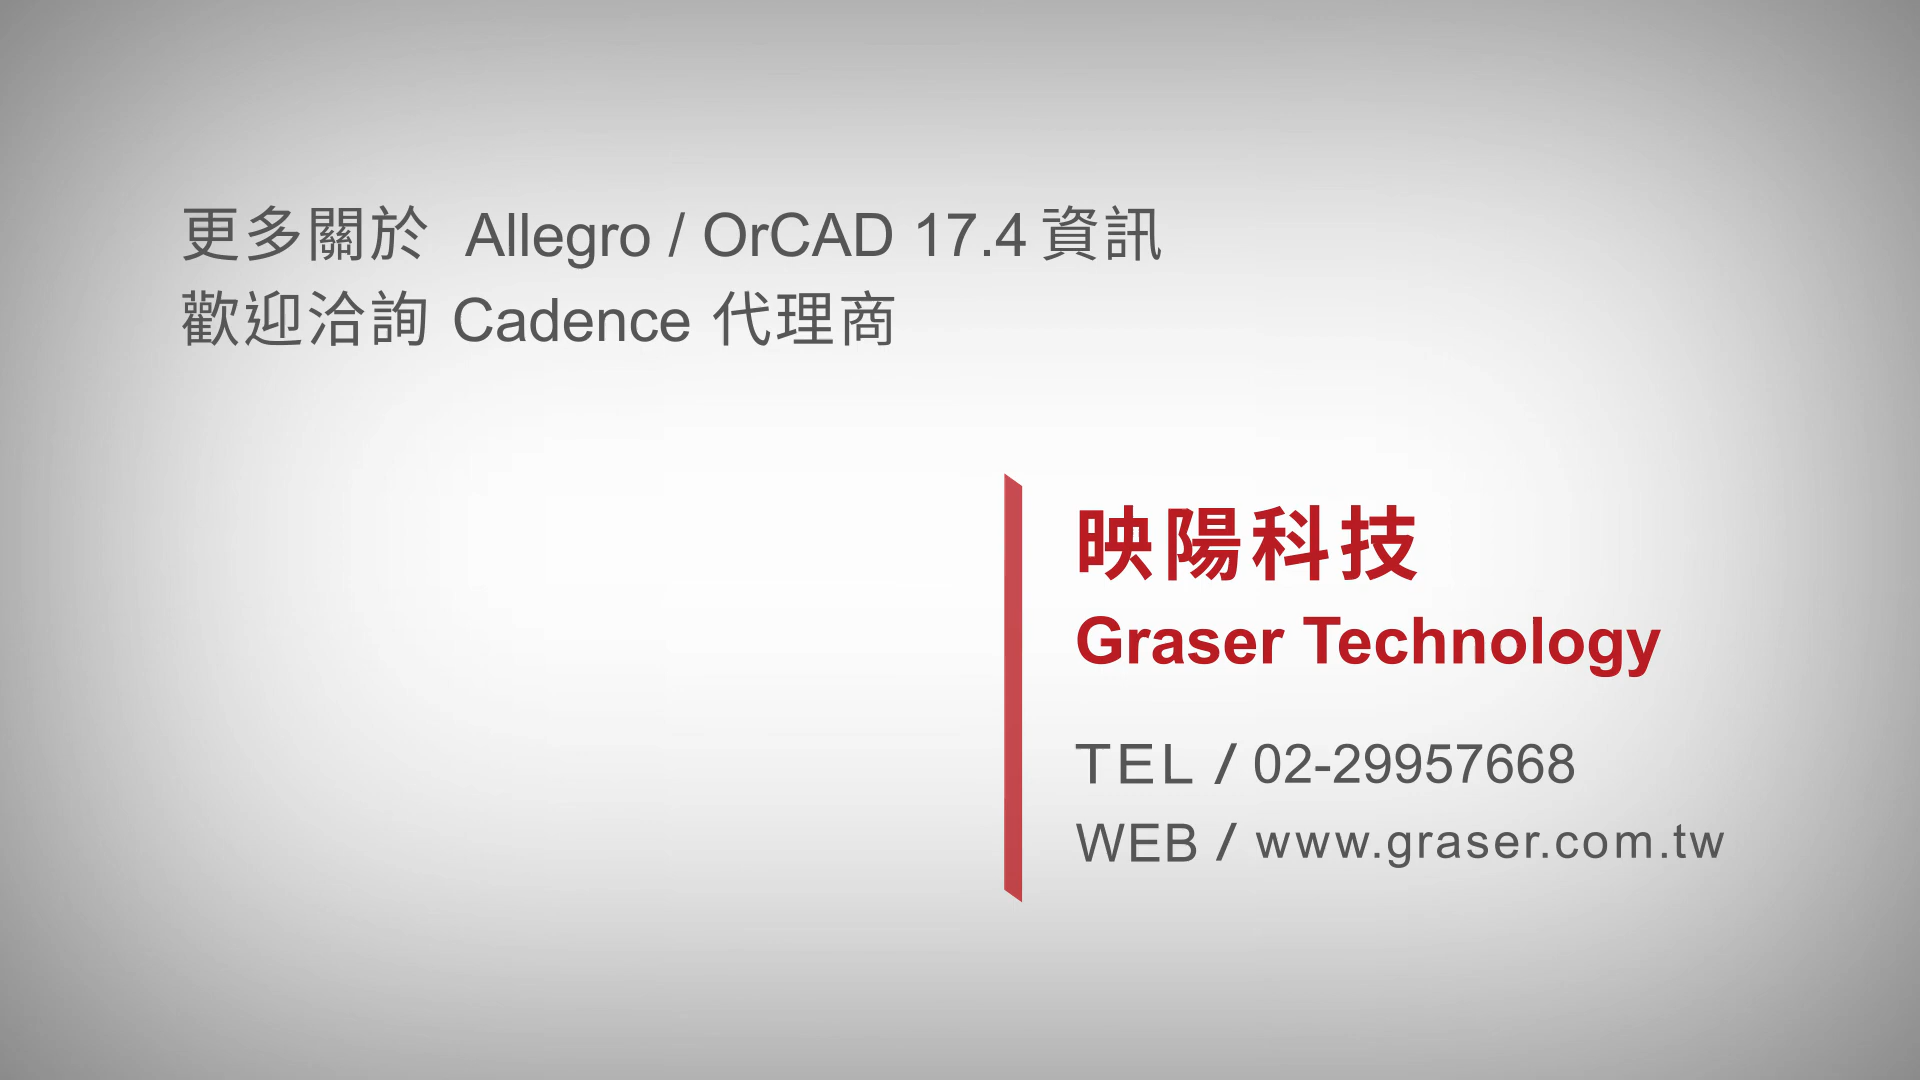 更多關於 Allegro / OrCAD 17.4 資訊
歡迎洽詢 Cadence 代理商
映陽科技
Graser Technology
TEL / 02-29957668
WEB / www.graser.com.tw